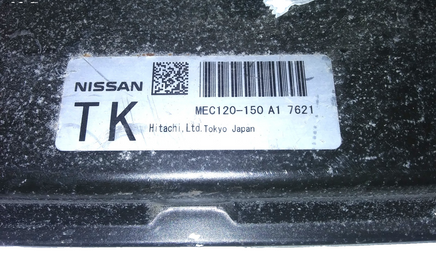 NISSAN
MEC120-150 A1 7621
TK
Hitachi,Ltd.Tokyo Japan